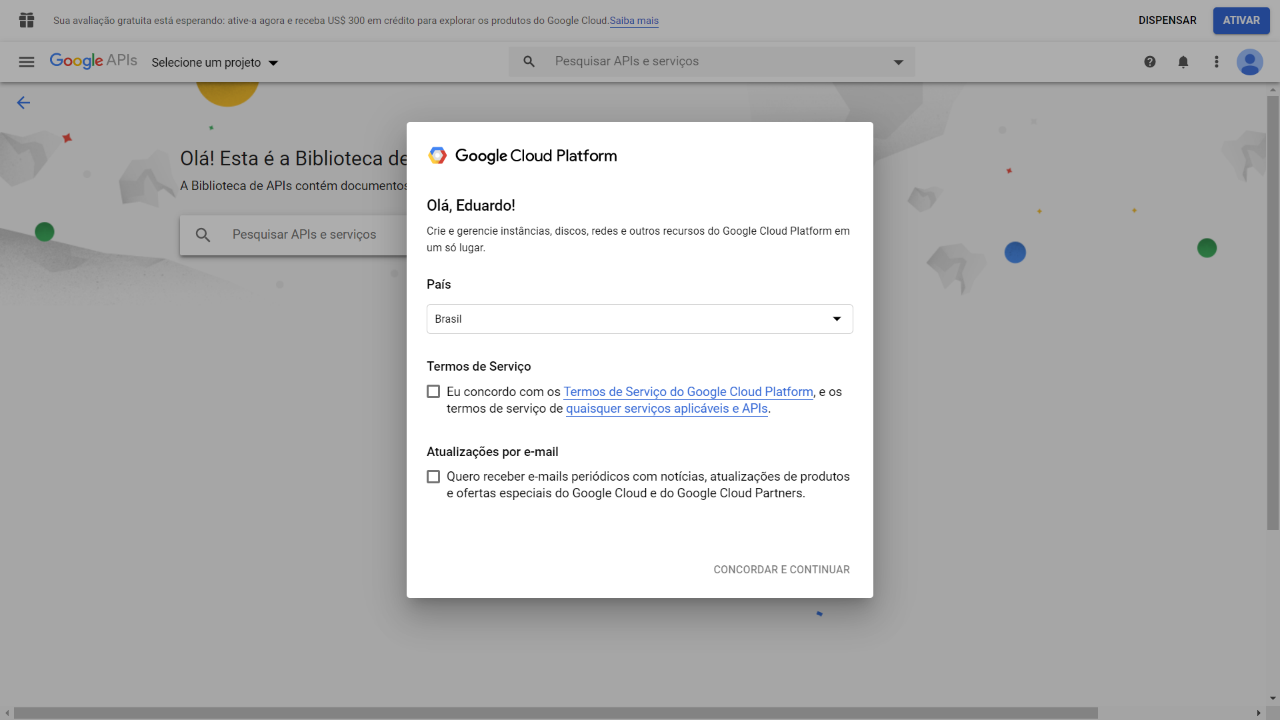 Sua avaliação gratuita está esperando: ative-a agora e receba US$ 300 em crédito para explorar os produtos do Google Cloud.Saiba mais
DISPENSAR
ATIVAR
Google APIs
Selecione um projeto
Pesquisar APIs e serviços
Olá! Esta é a Biblioteca de
A Biblioteca de APIs contém documentos
Pesquisar APIs e serviços
Google Cloud Platform
Olá, Eduardo!
Crie e gerencie instâncias, discos, redes e outros recursos do Google Cloud Platform em
um só lugar.
País
Brasil
Termos de Serviço
Eu concordo com os Termos de Serviço do Google Cloud Platform, e os
termos de serviço de quaisquer serviços aplicáveis e APIs.
Atualizações por e-mail
Quero receber e-mails periódicos com notícias, atualizações de produtos
e ofertas especiais do Google Cloud e do Google Cloud Partners.
CONCORDAR E CONTINUAR